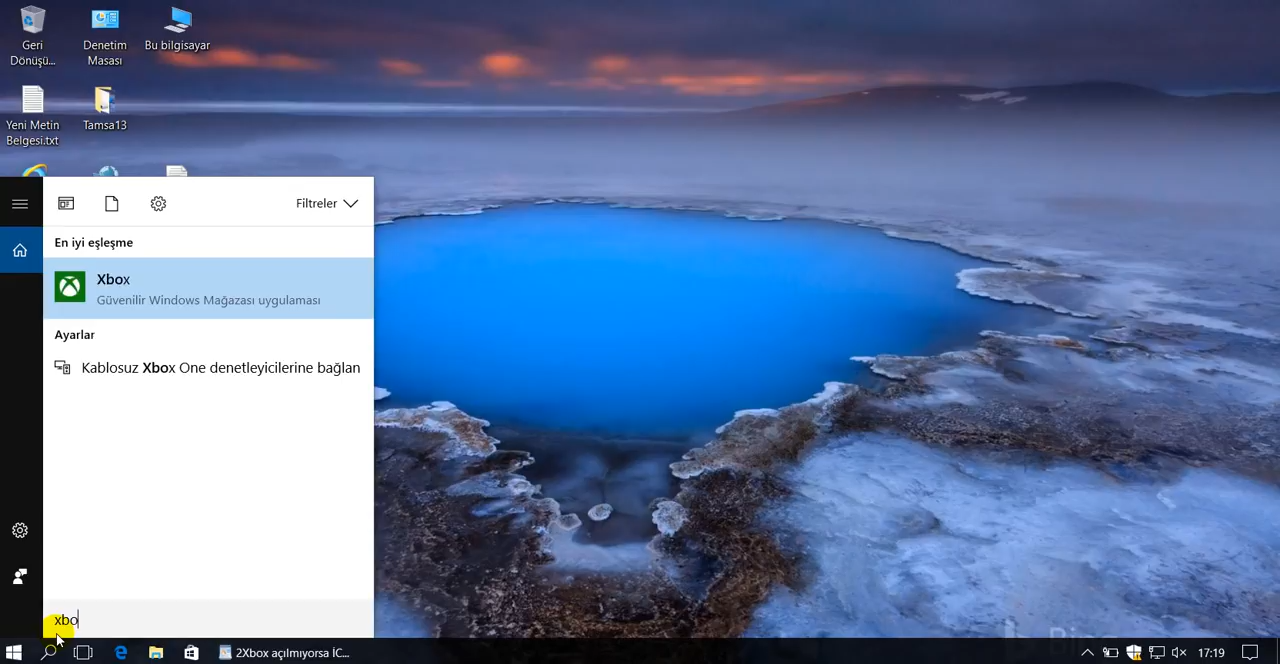 Geri
Dönüşü...
Denetim
Masası
Bu bilgisayar
Yeni Metin
Belgesi.txt
Tamsa13
Filtreler
En iyi eşleşme
Xbox
Güvenilir Windows Mağazası uygulaması
Ayarlar
Kablosuz Xbox One denetleyicilerine bağlan
xbo
Bing
2Xbox açılmıyorsa İC...
17:19